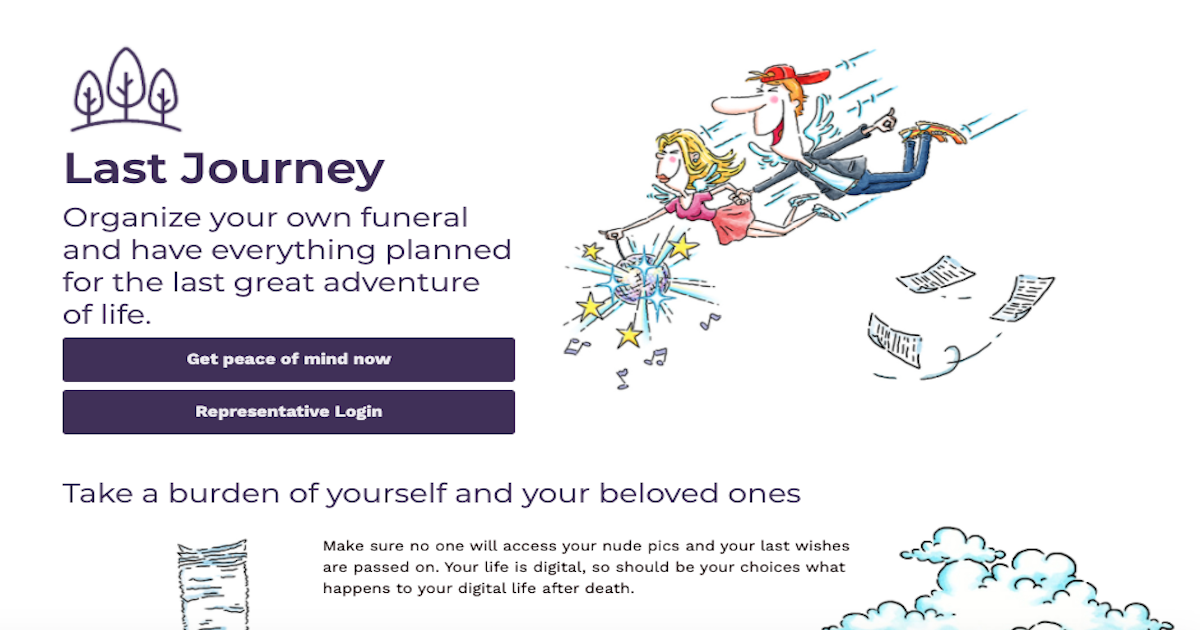 Last Journey
Organize your own funeral
and have everything planned
for the last great adventure
of life.
Get peace of mind now
Representative Login
Take a burden of yourself and your beloved ones
Make sure no one will access your nude pics and your last wishes
are passed on. Your life is digital, so should be your choices what
happens to your digital life after death.